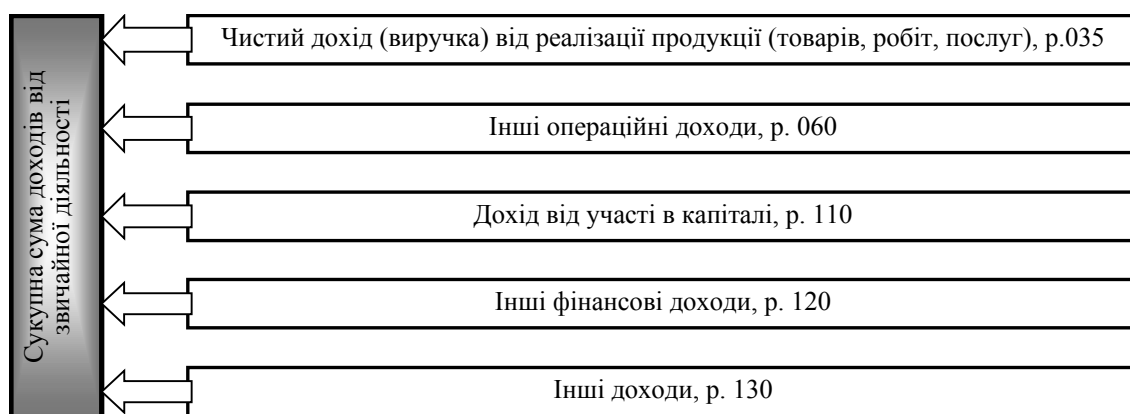 Сукупна сума доходів від
звичайної діяльності
Чистий дохід (виручка) від реалізації продукції (товарів, робіт, послуг), р.035
Інші операційні доходи, р. 060
Дохід від участі в капіталі, р. 110
Інші фінансові доходи, р. 120
Інші доходи, р. 130